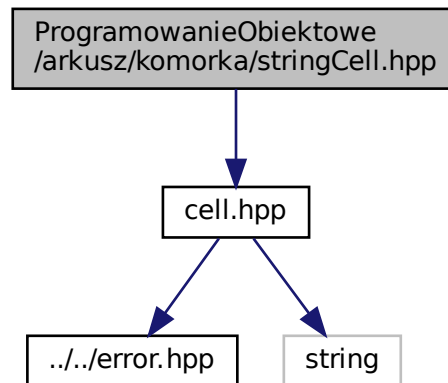 ProgramowanieObiektowe
/arkusz/komorka/stringCell.hpp
cell.hpp
../../error.hpp
string